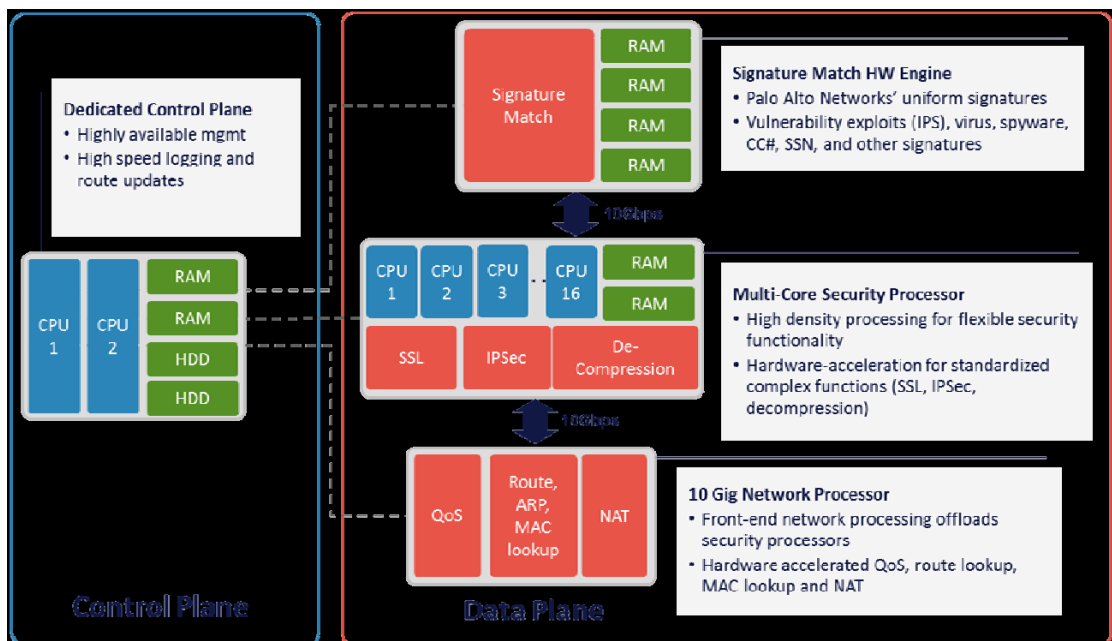 Dedicated Control Plane
• Highly available mgmt
• High speed logging and
route updates
CPU
1
CPU
2
RAM
RAM
HDD
HDD
Control Plane
Signature
Match
RAM
RAM
RAM
RAM
Signature Match HW Engine
• Palo Alto Networks' uniform signatures
• Vulnerability exploits (IPS), virus, spyware,
CC#, SSN, and other signatures
10Gbps
CPU
1
CPU
2
CPU
3
..
CPU
16
RAM
RAM
SSL
IPSec
De-
Compression
Multi-Core Security Processor
• High density processing for flexible security
functionality
• Hardware-acceleration for standardized
complex functions (SSL, IPSec,
decompression)
10Gbps
QoS
Route,
ARP,
MAC
lookup
NAT
10 Gig Network Processor
• Front-end network processing offloads
security processors
• Hardware accelerated QoS, route lookup,
MAC lookup and NAT
Data Plane